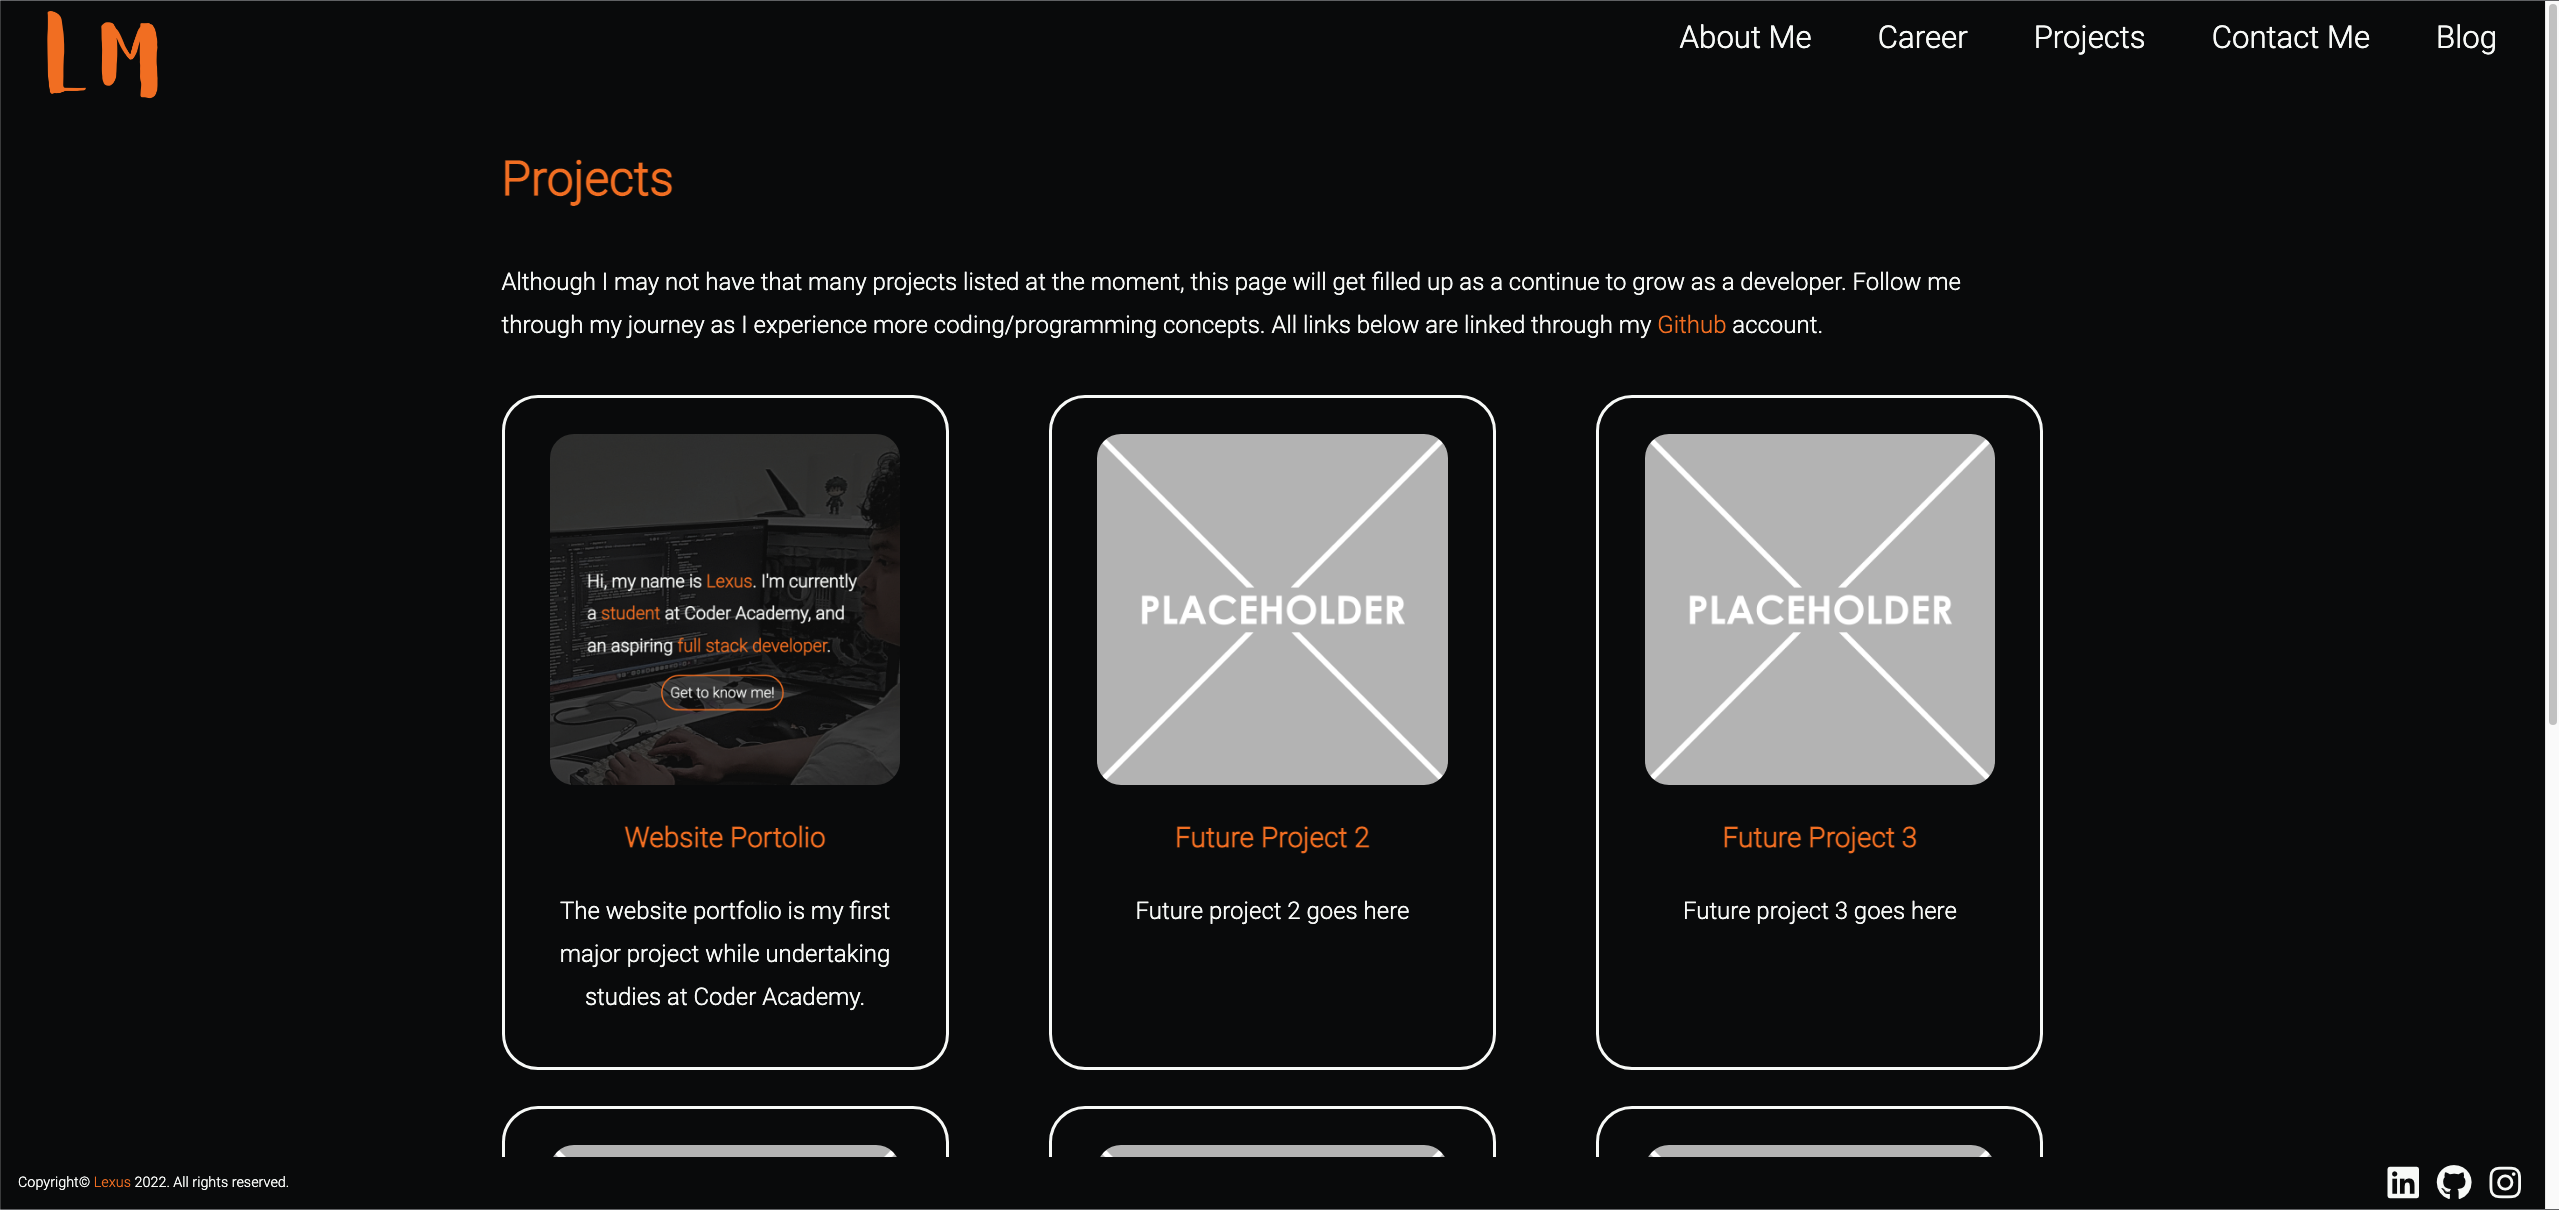 LM
About Me Career Projects Contact Me Blog
Projects
Although I may not have that many projects listed at the moment, this page will get filled up as a continue to grow as a developer. Follow me
through my journey as I experience more coding/programming concepts. All links below are linked through my Github account.
Hi, my name is Lexus. I'm currently
a student at Coder Academy, and
an aspiring full stack developer.
Get to know me!
Website Portolio
The website portfolio is my first
major project while undertaking
studies at Coder Academy.
PLACEHOLDER
Future Project 2
Future project 2 goes here
PLACEHOLDER
Future Project 3
Future project 3 goes here
Copyright© Lexus 2022. All rights reserved.
in